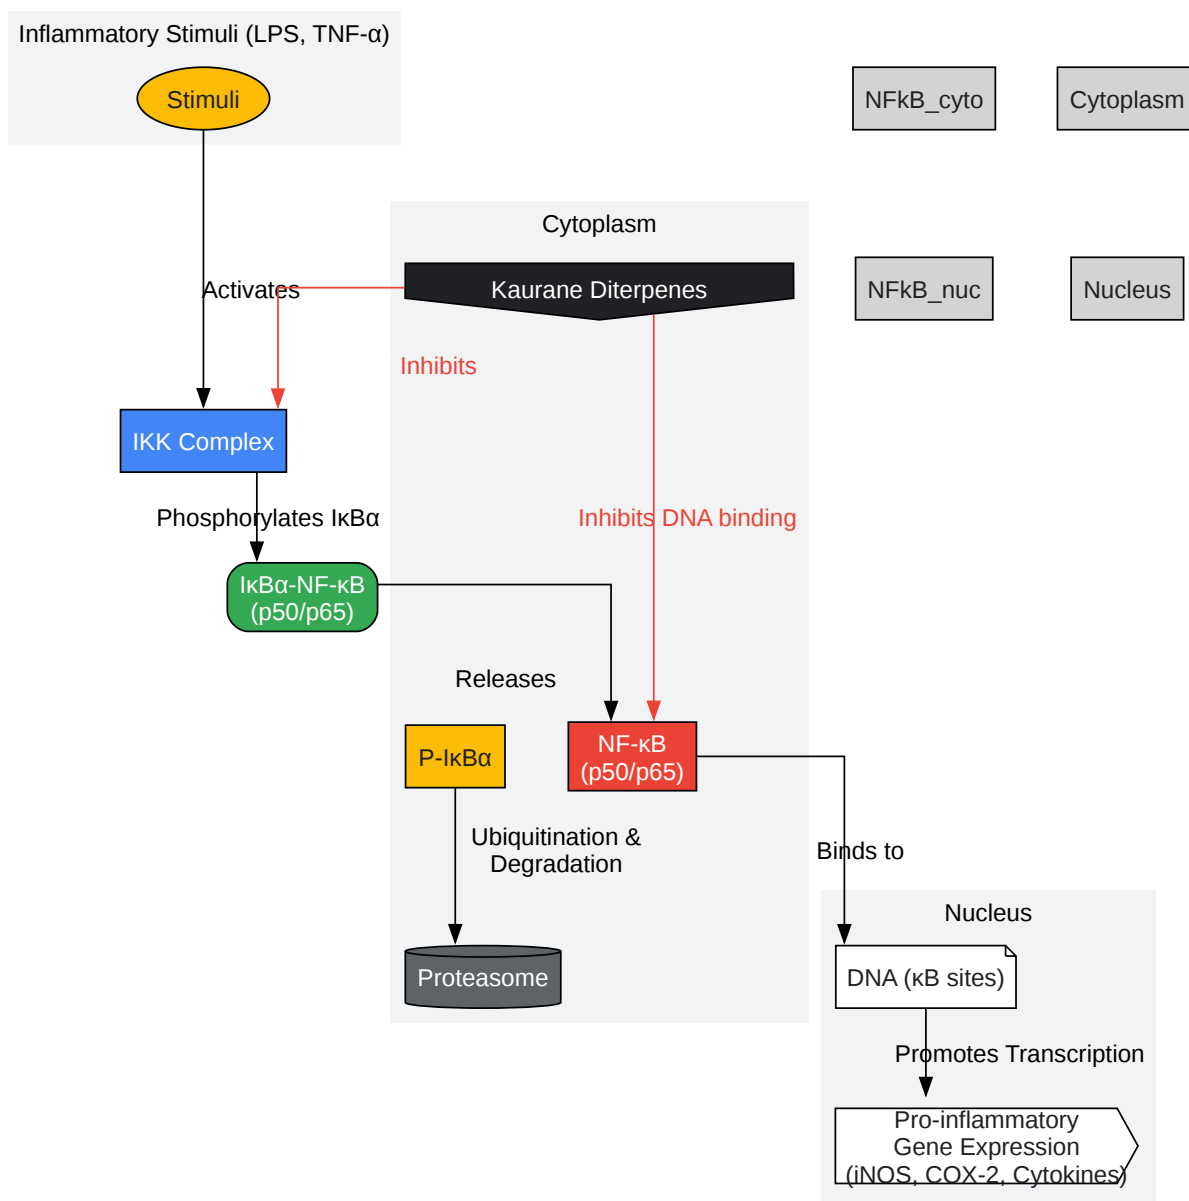 Inflammatory Stimuli (LPS, TNF-α)
Stimuli
NFkB_cyto
Cytoplasm
Cytoplasm
Kaurane Diterpenes
NFkB_nuc
Nucleus
Activates
Inhibits
IKK Complex
Phosphorylates IκBα
Inhibits DNA binding
IκBα-NF-κB
(p50/p65)
Releases
P-IκBα
NF-κB
(p50/p65)
Ubiquitination &
Degradation
Binds to
Nucleus
Proteasome
DNA (κB sites)
Promotes Transcription
Pro-inflammatory
Gene Expression
(iNOS, COX-2, Cytokines)